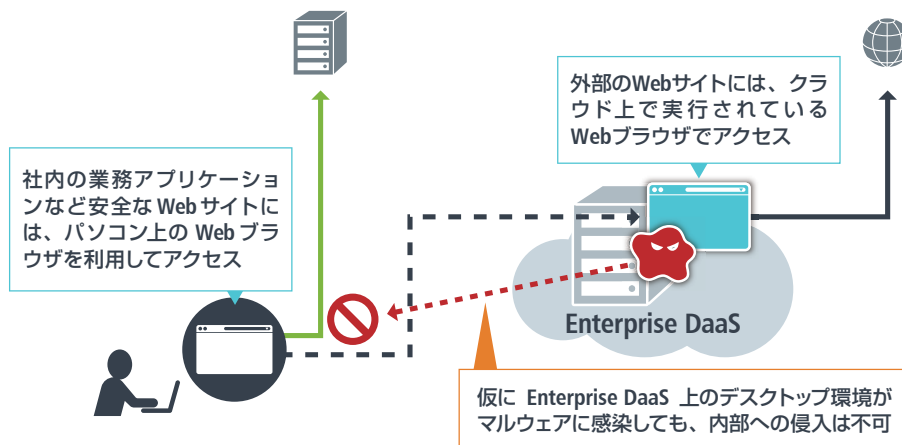 外部のWebサイトには、クラ
ウド上で実行されている
Webブラウザでアクセス
社内の業務アプリケーショ
ンなど安全な Web サイトに
は、パソコン上の Web ブラ
ウザを利用してアクセス
Enterprise DaaS
仮に Enterprise DaaS 上のデスクトップ環境が
マルウェアに感染しても、内部への侵入は不可